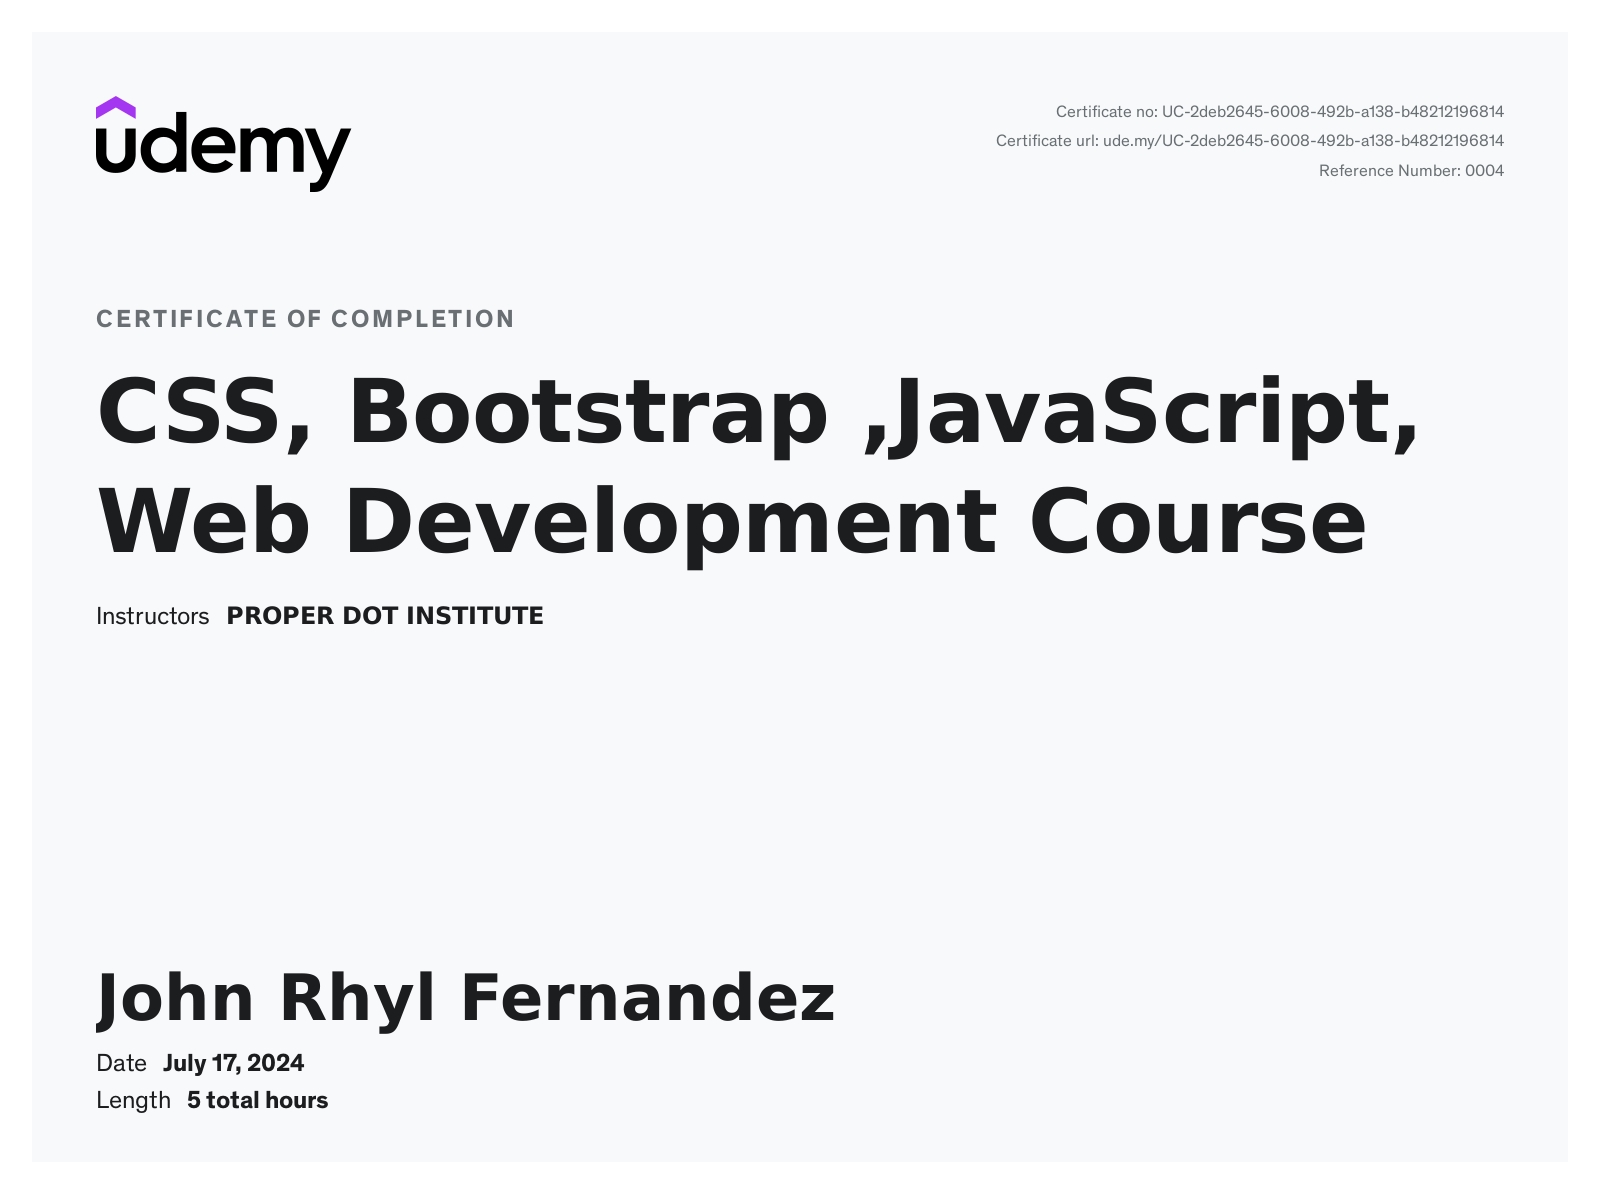 udemy
Certificate no: UC-2deb2645-6008-492b-a138-b48212196814
Certificate url: ude.my/UC-2deb2645-6008-492b-a138-b48212196814
Reference Number: 0004
CERTIFICATE OF COMPLETION
CSS, Bootstrap ,JavaScript,
Web Development Course
Instructors PROPER DOT INSTITUTE
John Rhyl Fernandez
Date July 17, 2024
Length 5 total hours